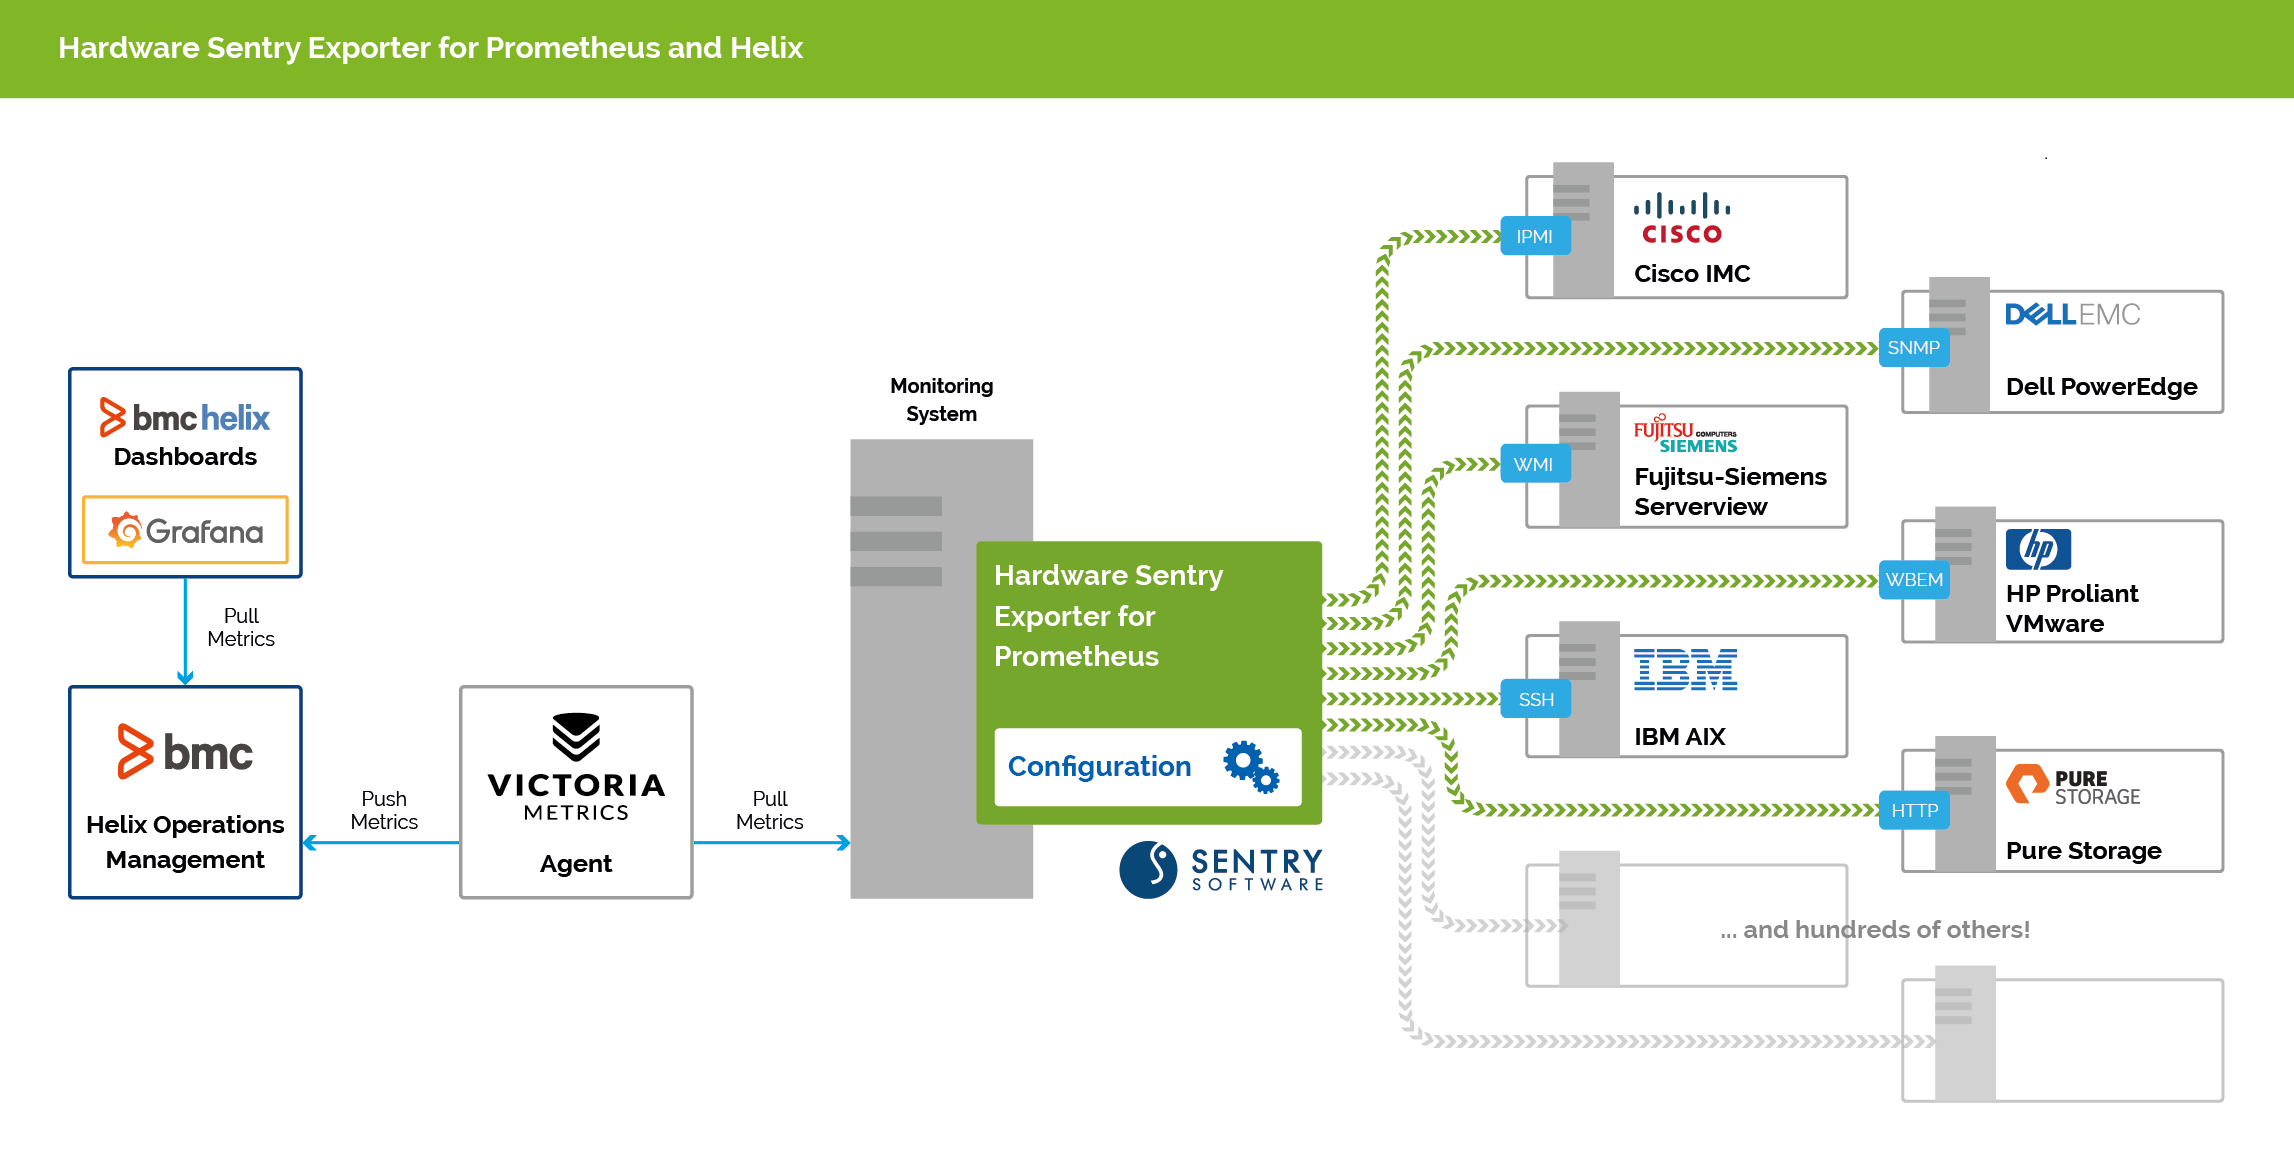 Hardware Sentry Exporter for Prometheus and Helix
bmc helix
Dashboards
Grafana
Pull
Metrics
bmc
Helix Operations
Management
Push
Metrics
VICTORIA
METRICS
Agent
Pull
Metrics
Monitoring
System
Hardware Sentry
Exporter for
Prometheus
Configuration
SENTRY
SOFTWARE
IPMI
CISCO
Cisco IMC
SNMP
DELL EMC
Dell PowerEdge
WMI
FUJITSU COMPUTERS
SIEMENS
Fujitsu-Siemens
Serverview
WBEM
hp
HP Proliant
VMware
SSH
IBM
IBM AIX
HTTP
PURE
STORAGE
Pure Storage
... and hundreds of others!